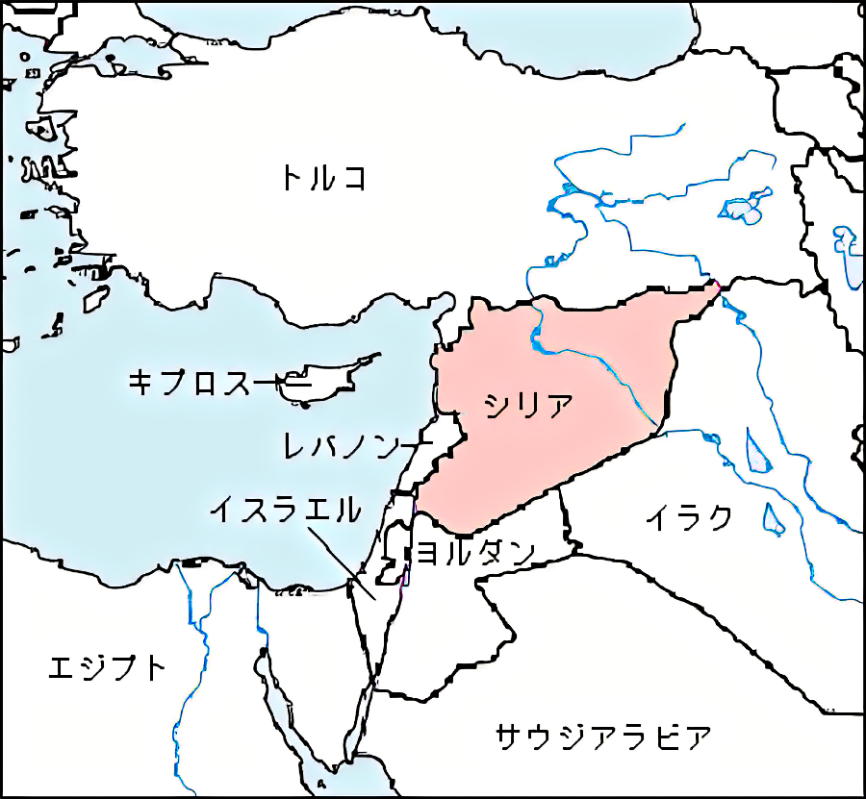 トルコ
キプロス
シリア
レバノン
イスラエル
イラク
ヨルダン
エジプト
サウジアラビア